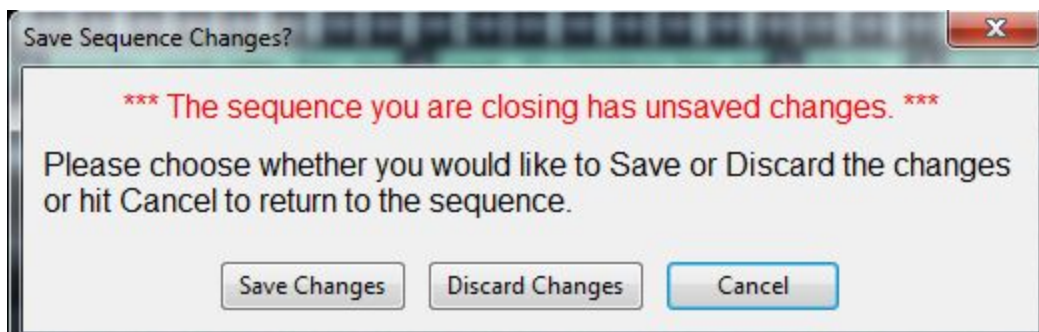 Save Sequence Changes?
*** The sequence you are closing has unsaved changes. ***
Please choose whether you would like to Save or Discard the changes
or hit Cancel to return to the sequence.
Save Changes Discard Changes Cancel